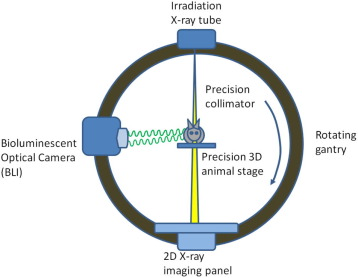 Irradiation
X-ray tube
Precision
collimator
Bioluminescent
Optical Camera
(BLI)
Rotating
gantry
Precision 3D
animal stage
2D X-ray
imaging panel